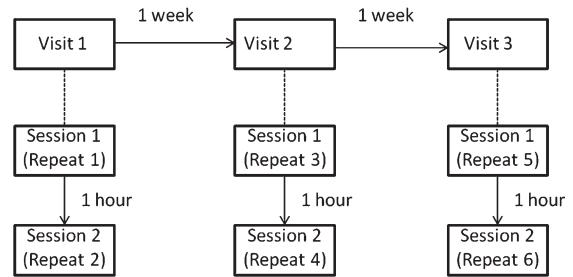 1 week
1 week
Visit 1
Visit 2
Visit 3
Session 1
(Repeat 1)
Session 1
(Repeat 3)
Session 1
(Repeat 5)
1 hour
1 hour
1 hour
Session 2
(Repeat 2)
Session 2
(Repeat 4)
Session 2
(Repeat 6)